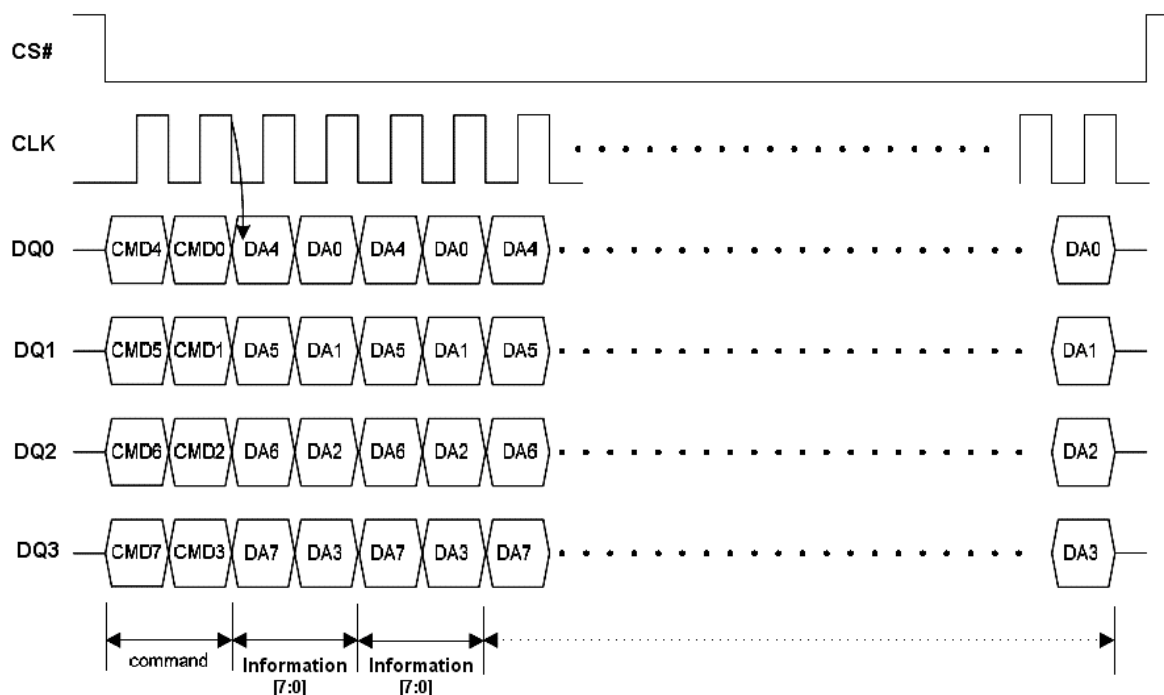 CS#
CLK
DQ0 CMD4 CMD0 DA4 DA0 DA4 DA0 DA4 DA0
DQ1 CMD5 CMD1 DA5 DA1 DA5 DA1 DA5 DA1
DQ2 CMD6 CMD2 DA6 DA2 DA6 DA2 DA6 DA2
DQ3 CMD7 CMD3 DA7 DA3 DA7 DA3 DA7 DA3
command Information Information
[7:0] [7:0]